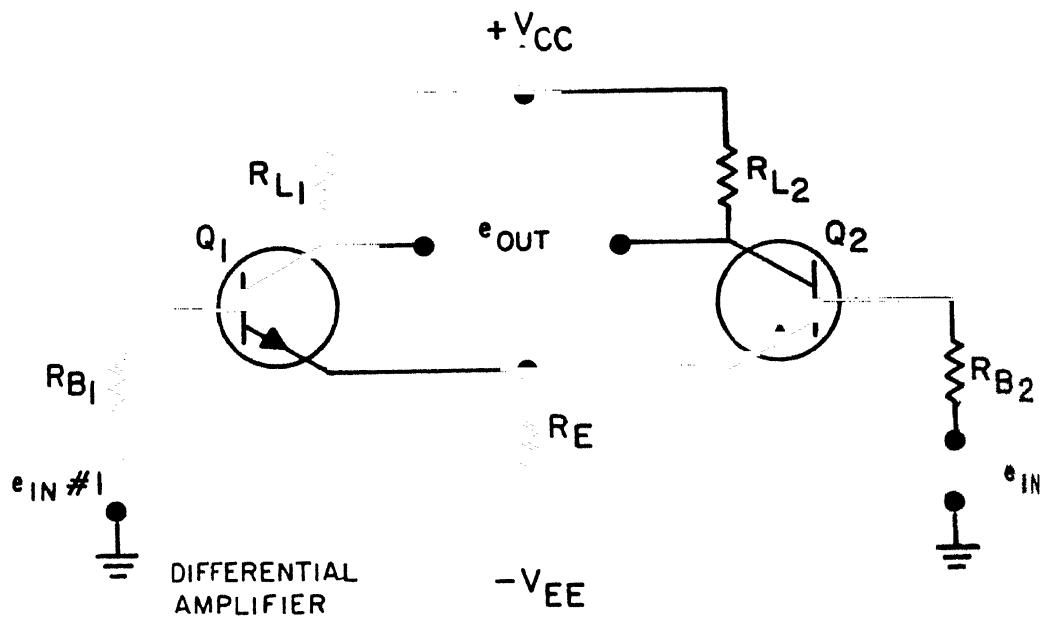 +VCC
RL1
RL2
Q1
eOUT
Q2
RB1
RB2
RE
eIN #1
eIN
DIFFERENTIAL
AMPLIFIER
-VEE